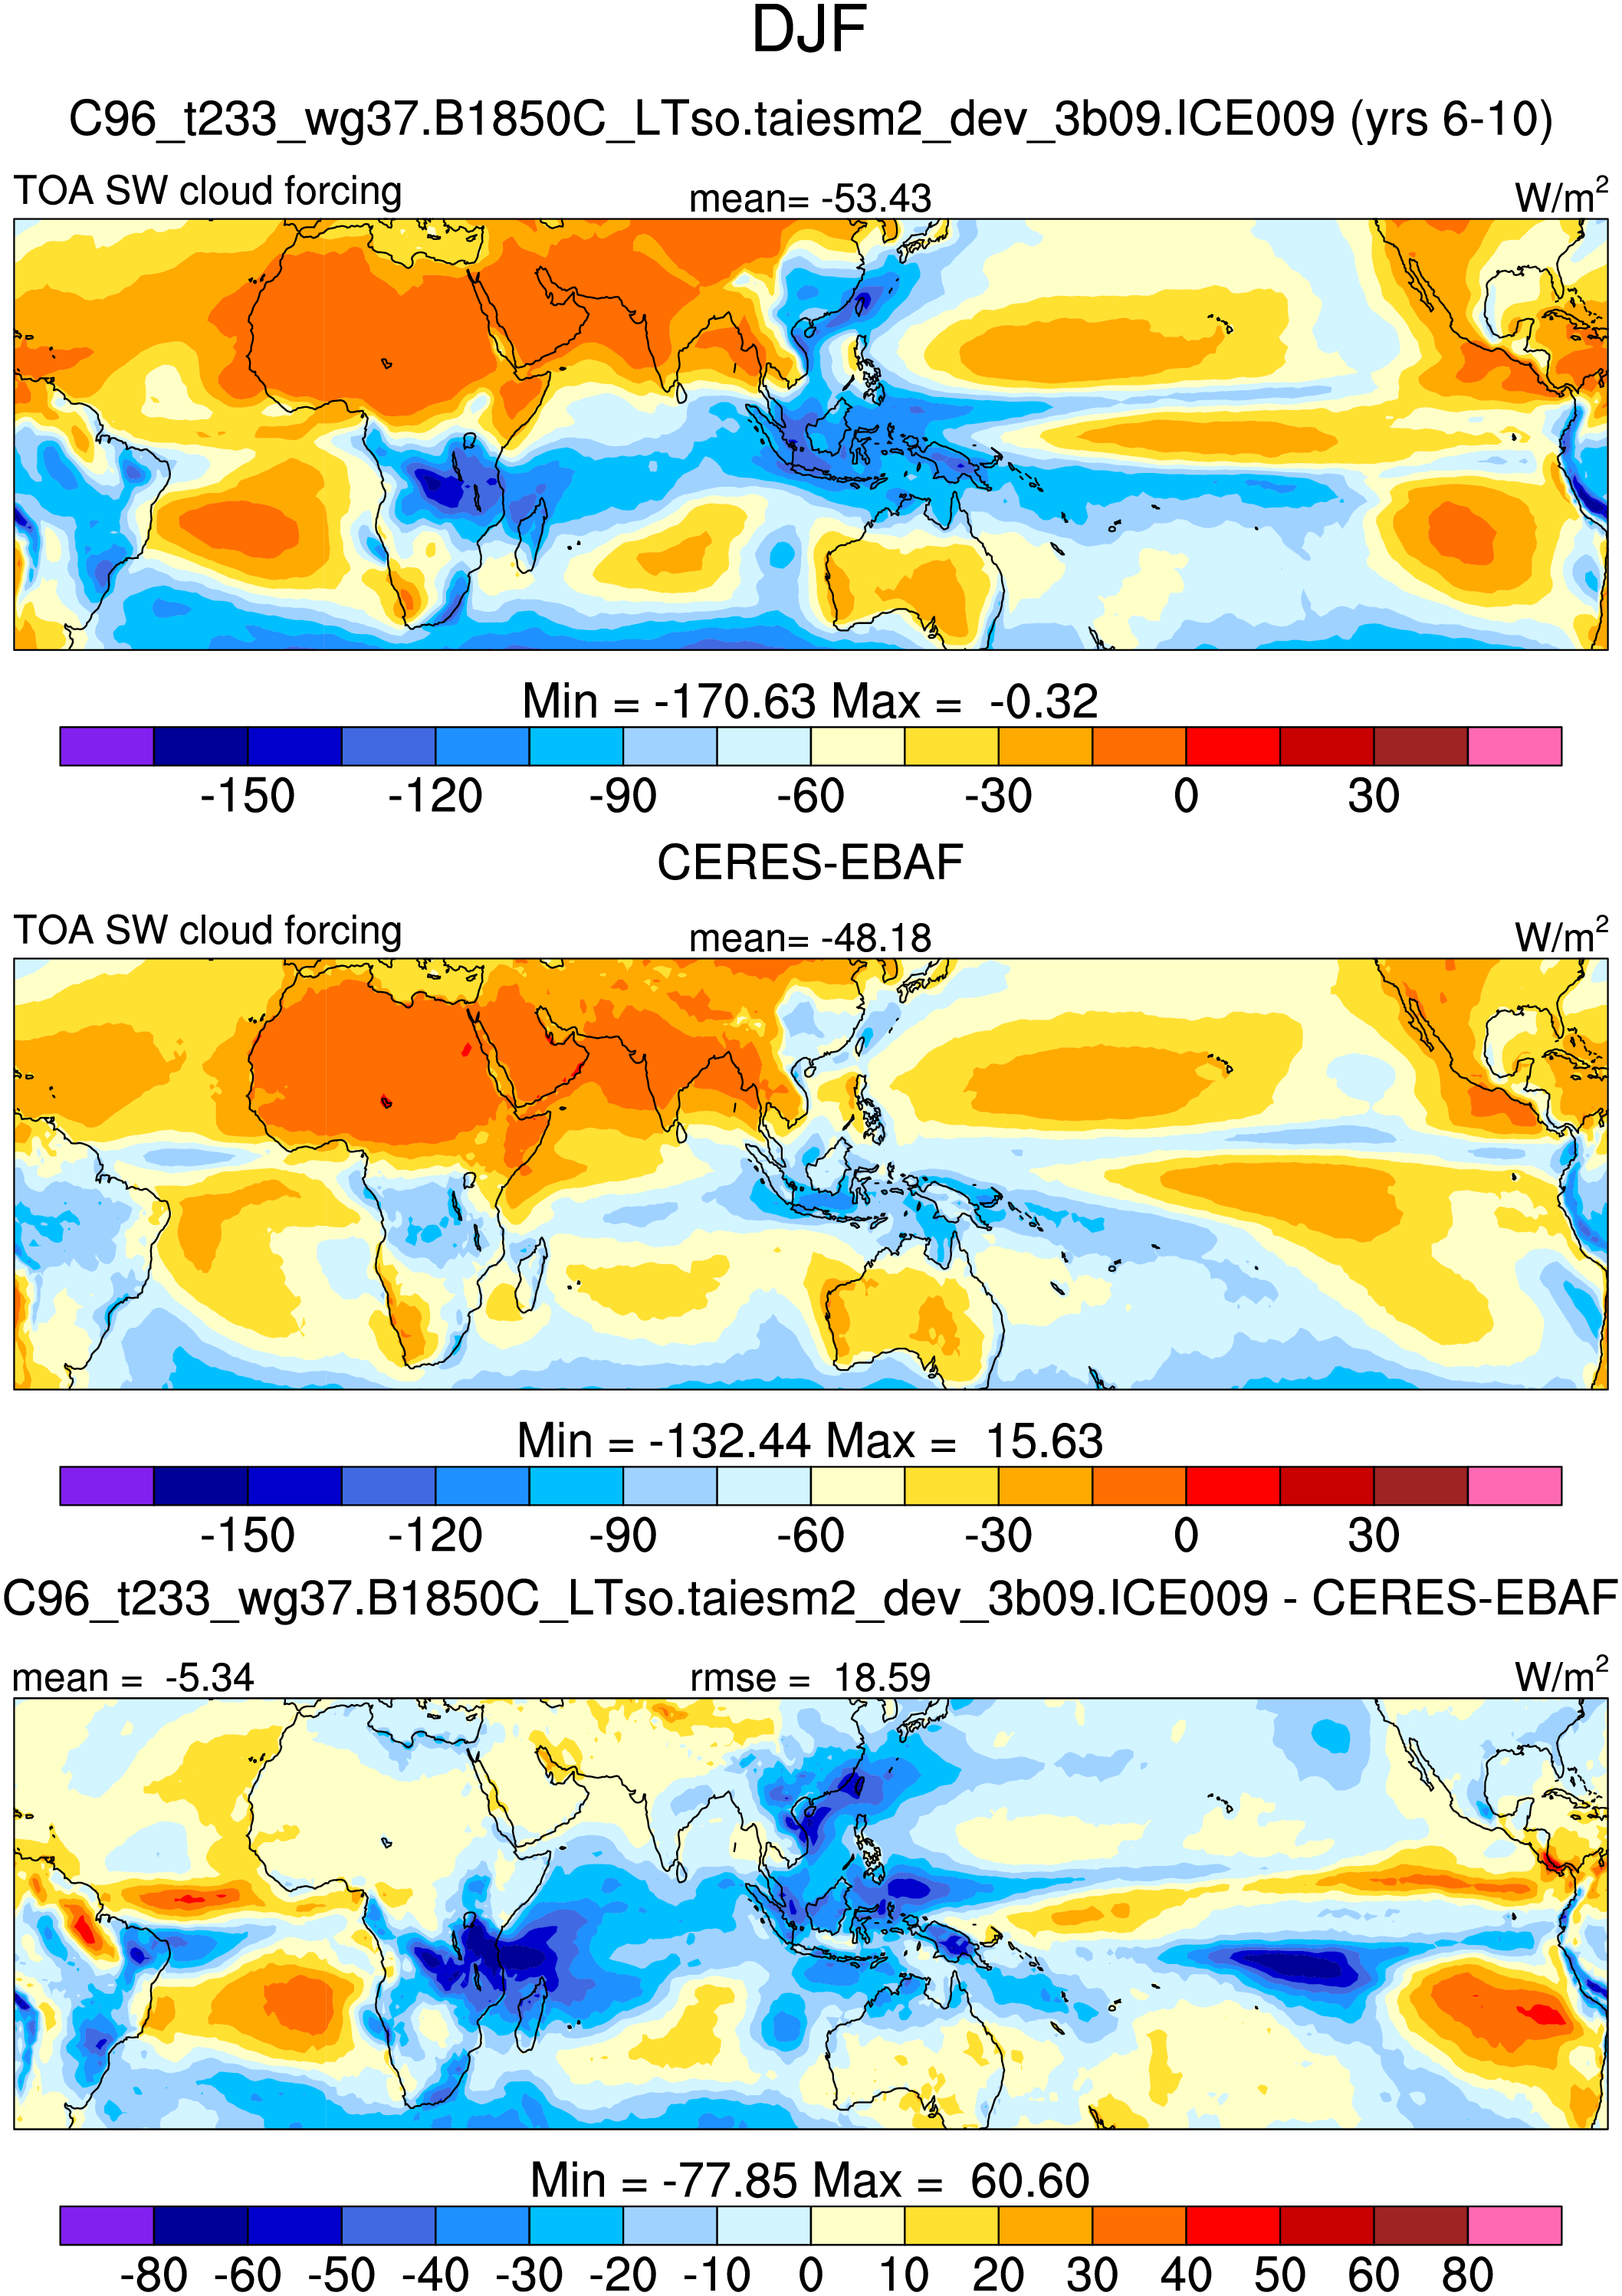 DJF
C96_t233_wg37.B1850C_LTso.taiesm2_dev_3b09.ICE009 (yrs 6-10)
TOA SW cloud forcing mean= -53.43 W/m2
Min = -170.63 Max = -0.32
-150 -120 -90 -60 -30 0 30
CERES-EBAF
TOA SW cloud forcing mean= -48.18 W/m2
Min = -132.44 Max = 15.63
-150 -120 -90 -60 -30 0 30
C96_t233_wg37.B1850C_LTso.taiesm2_dev_3b09.ICE009 - CERES-EBAF
mean = -5.34 rmse = 18.59 W/m2
Min = -77.85 Max = 60.60
-80 -60 -50 -40 -30 -20 -10 0 10 20 30 40 50 60 80